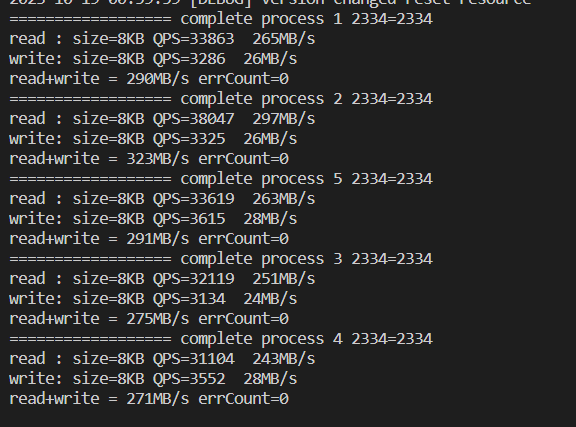 [DEBUG] version changed reset resource
================== complete process 1 2334=2334
read : size=8KB QPS=33863  265MB/s
write: size=8KB QPS=3286  26MB/s
read+write = 290MB/s errCount=0
================== complete process 2 2334=2334
read : size=8KB QPS=38047  297MB/s
write: size=8KB QPS=3325  26MB/s
read+write = 323MB/s errCount=0
================== complete process 5 2334=2334
read : size=8KB QPS=33619  263MB/s
write: size=8KB QPS=3615  28MB/s
read+write = 291MB/s errCount=0
================== complete process 3 2334=2334
read : size=8KB QPS=32119  251MB/s
write: size=8KB QPS=3134  24MB/s
read+write = 275MB/s errCount=0
================== complete process 4 2334=2334
read : size=8KB QPS=31104  243MB/s
write: size=8KB QPS=3552  28MB/s
read+write = 271MB/s errCount=0